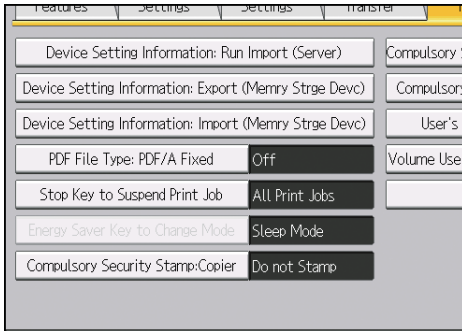 Features Settings Settings Transfer
Device Setting Information: Run Import (Server) Compulsory
Device Setting Information: Export (Memry Strge Devc) Compulsory
Device Setting Information: Import (Memry Strge Devc) User's
PDF File Type: PDF/A Fixed Off Volume Use
Stop Key to Suspend Print Job All Print Jobs
Energy Saver Key to Change Mode Sleep Mode
Compulsory Security Stamp:Copier Do not Stamp